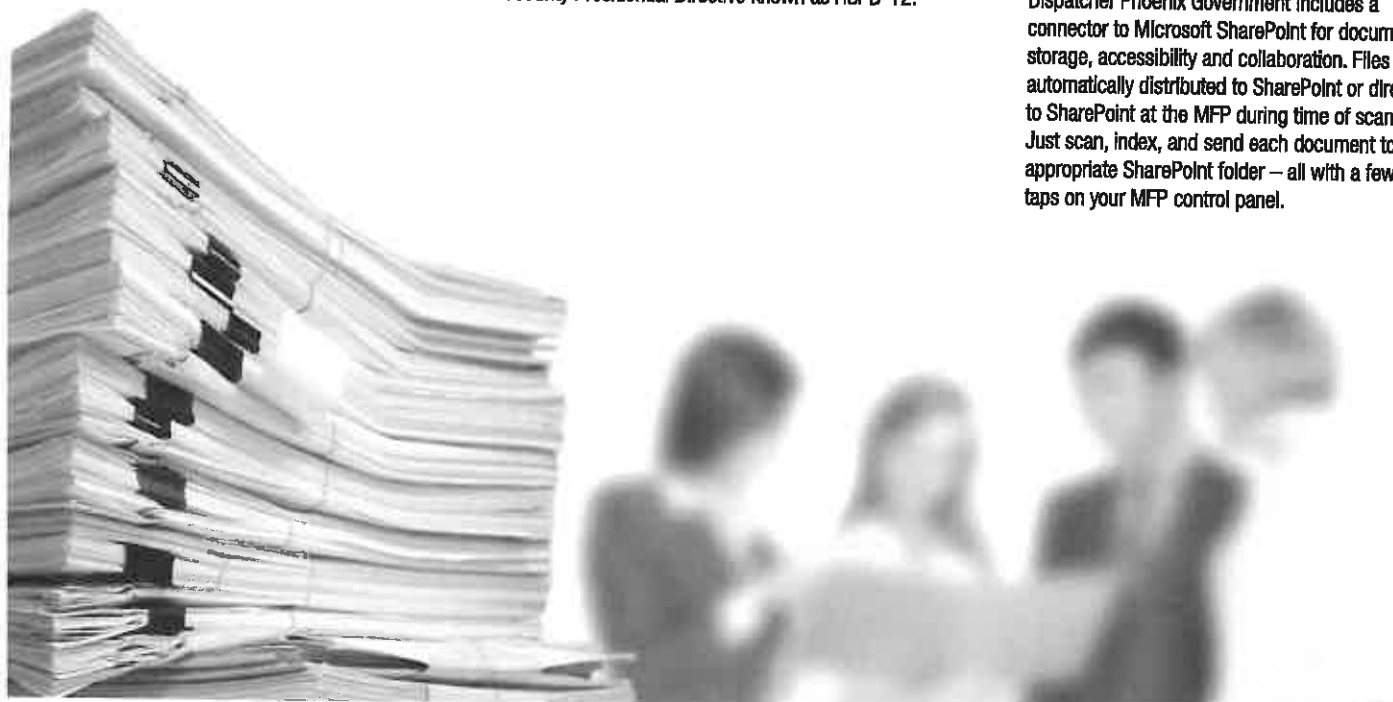 Security Presidential Directive known as HSPD-12.
Dispatcher Phoenix Government includes a
connector to Microsoft SharePoint for docum
storage, accessibility and collaboration. Files
automatically distributed to SharePoint or dire
to SharePoint at the MFP during time of scan
Just scan, index, and send each document to
appropriate SharePoint folder – all with a few
taps on your MFP control panel.